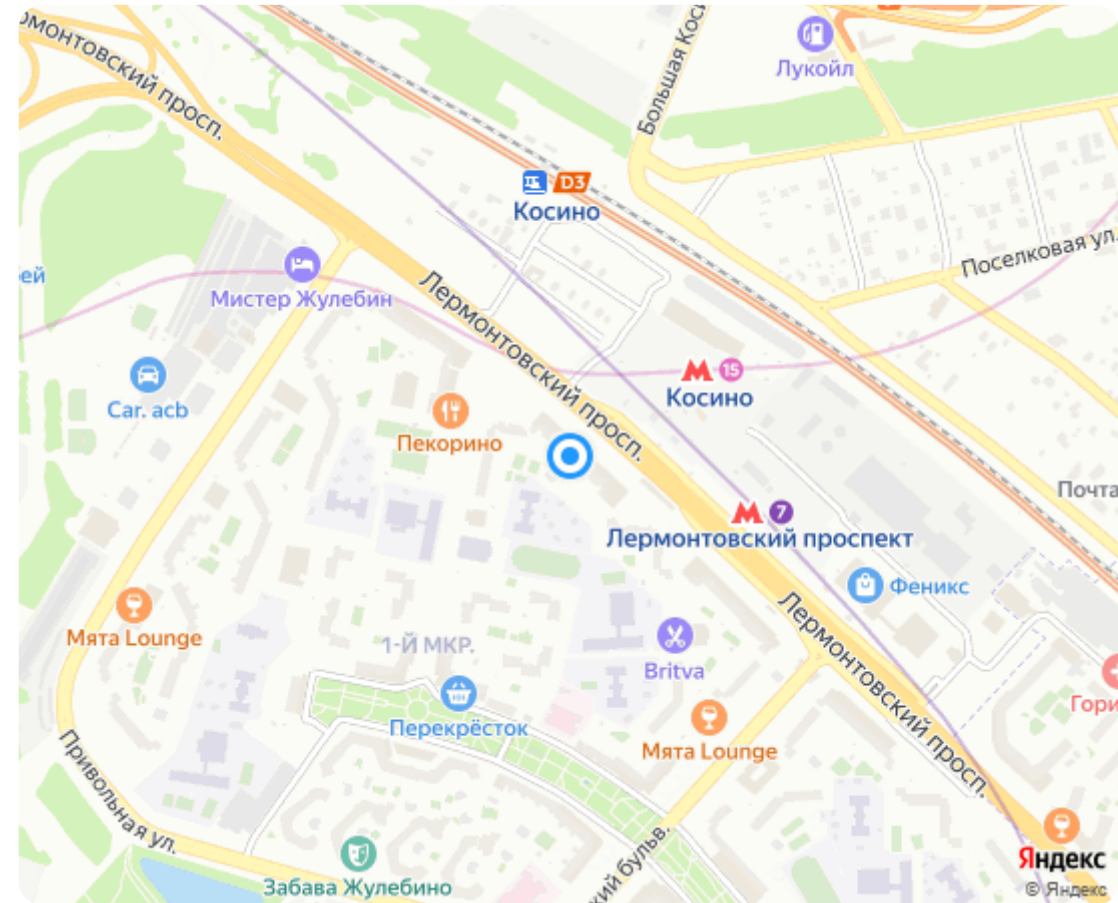 Лермонтовский просп.
Большая Коси
Лукойл
D3
Косино
Поселковая ул.
ей
Мистер Жулебин
Лермонтовский просп.
М 15
Косино
Car. acb
Пекорино
Почта
М 7
Лермонтовский проспект
Феникс
Мята Lounge
1-Й МКР.
Britva
Лермонтовский просп.
Гори
Перекрёсток
Мята Lounge
Привольная ул.
кий бульв.
Забава Жулебино
Яндекс
© Яндекс